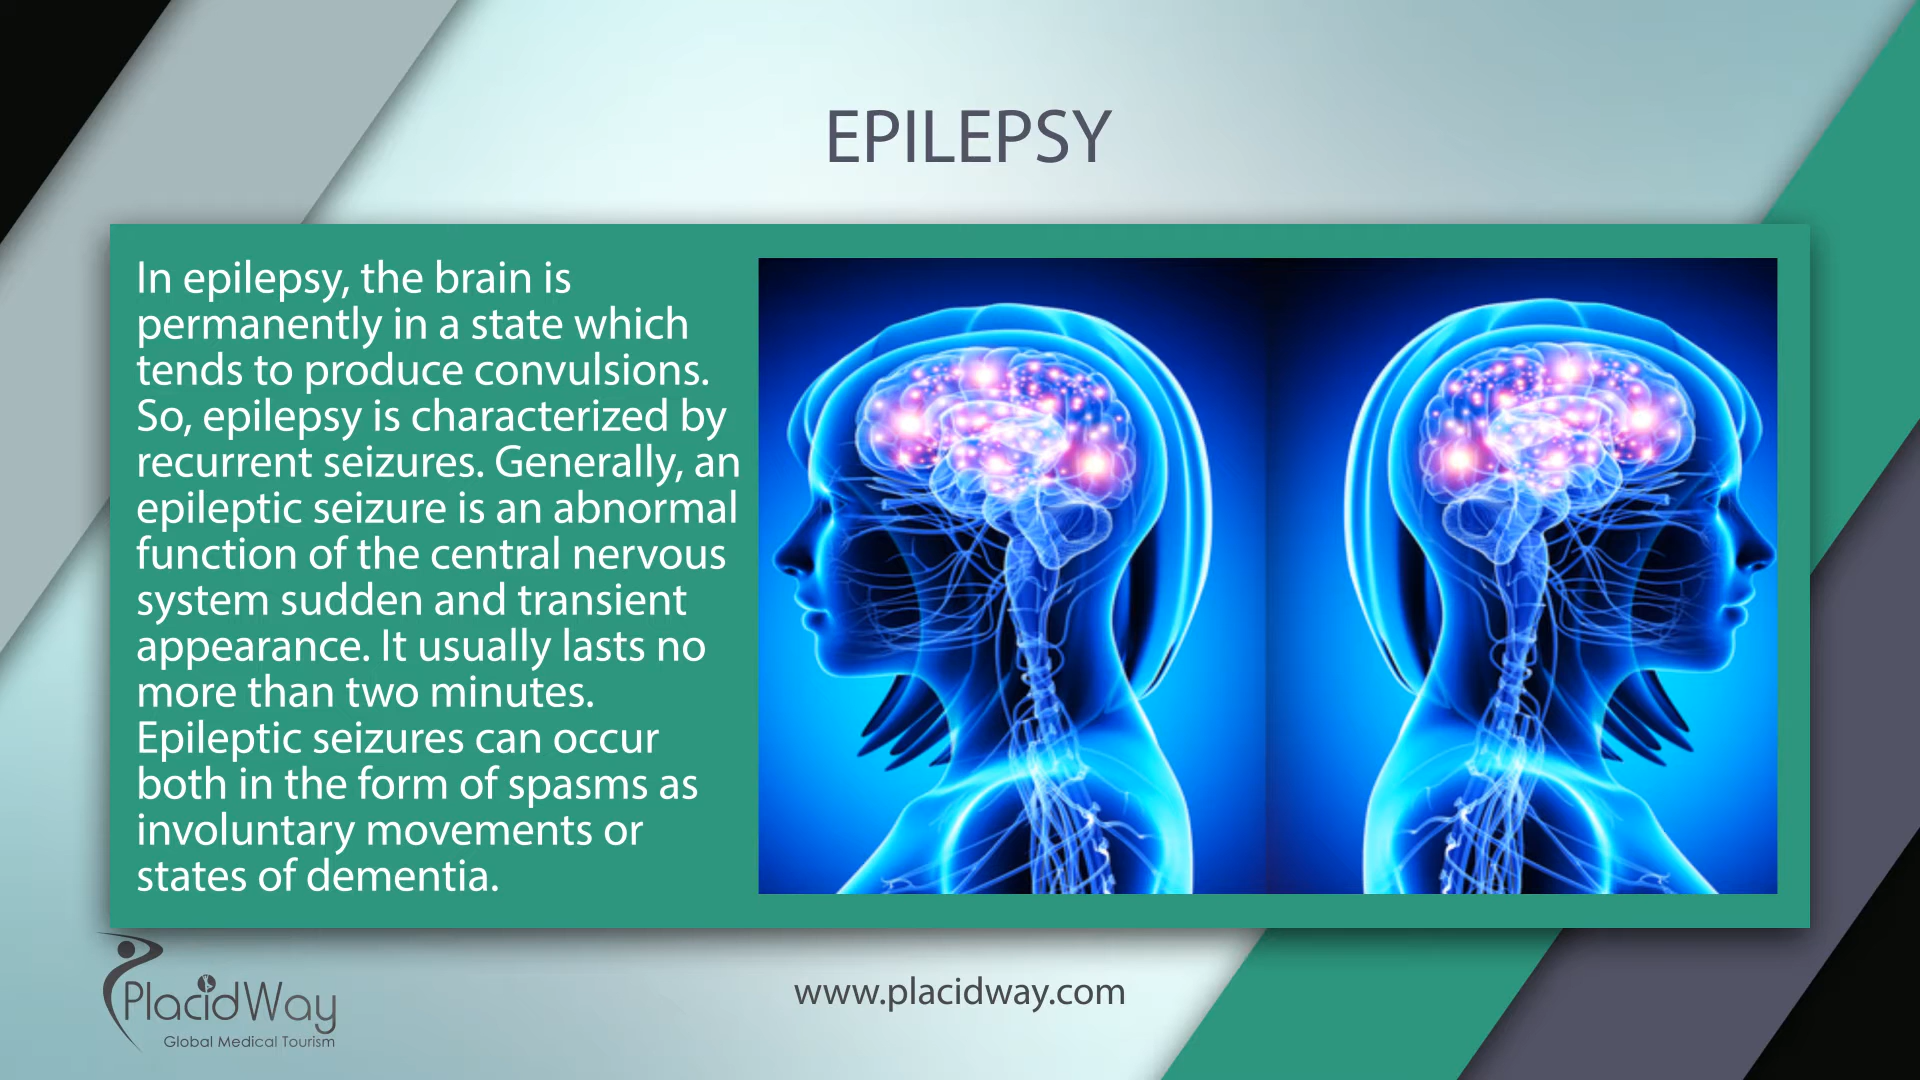 EPILEPSY
In epilepsy, the brain is
permanently in a state which
tends to produce convulsions.
So, epilepsy is characterized by
recurrent seizures. Generally, an
epileptic seizure is an abnormal
function of the central nervous
system sudden and transient
appearance. It usually lasts no
more than two minutes.
Epileptic seizures can occur
both in the form of spasms as
involuntary movements or
states of dementia.
PlacidWay
Global Medical Tourism
www.placidway.com